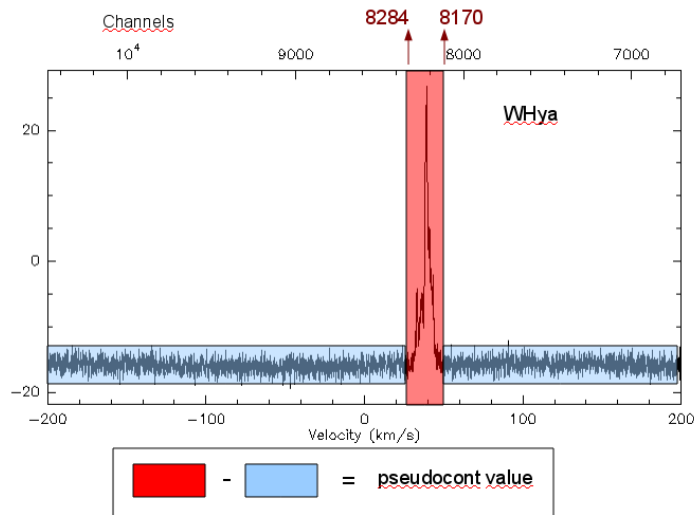 8284 8170
Channels
10⁴ 9000 8000 7000
WHya
20
0
−20
−200 −100 0 100 200
Velocity (km/s)
- = pseudocont value